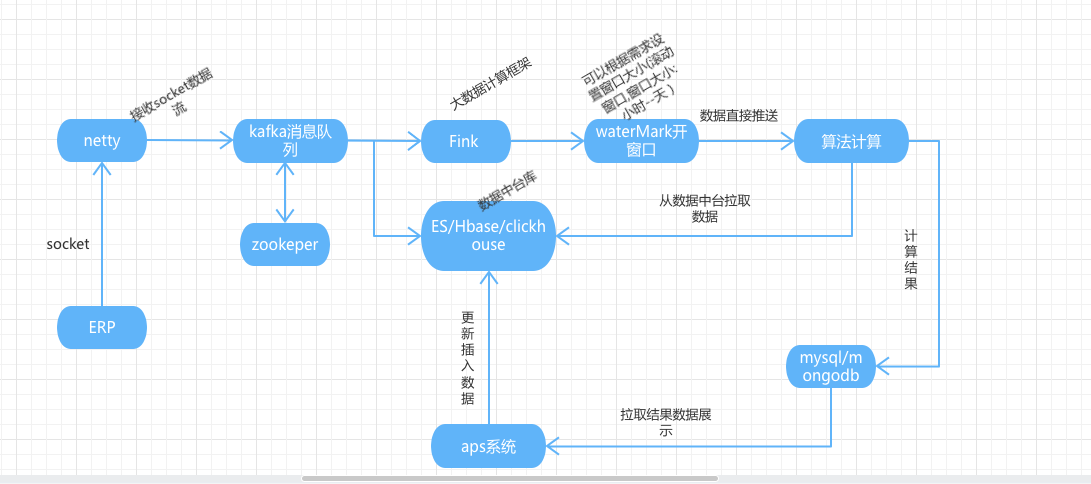 可以根据需求设
置窗口大小(滚动
窗口,窗口大小:
小时--天 )
大数据计算框架
接收socket数据
流
数据直接推送
netty
kafka消息队
列
Fink
waterMark开
窗口
算法计算
数据中台库
从数据中台拉取
数据
ES/Hbase/clickh
ouse
zookeper
socket
计
算
结
果
ERP
更
新
插
入
数
据
mysql/m
ongodb
拉取结果数据展
示
aps系统